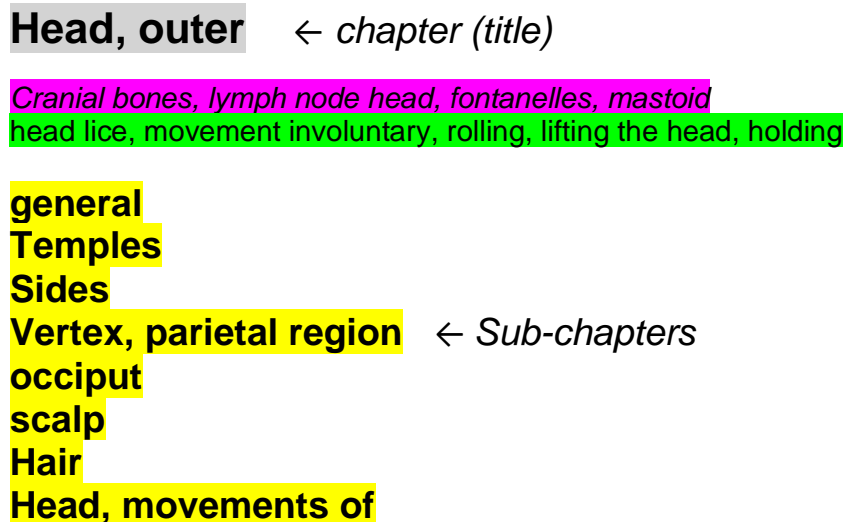 Head, outer ← chapter (title)
Cranial bones, lymph node head, fontanelles, mastoid
head lice, movement involuntary, rolling, lifting the head, holding
general
Temples
Sides
Vertex, parietal region ← Sub-chapters
occiput
scalp
Hair
Head, movements of